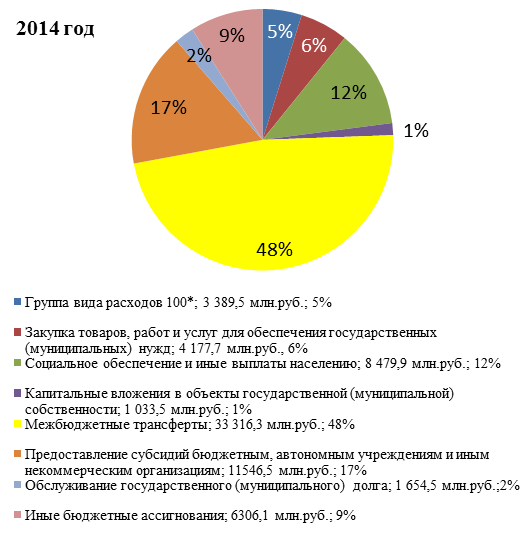 2014 год
5%
6%
12%
1%
48%
17%
2%
9%
Группа вида расходов 100*; 3 389,5 млн.руб.; 5%
Закупка товаров, работ и услуг для обеспечения государственных
(муниципальных) нужд; 4 177,7 млн.руб., 6%
Социальное обеспечение и иные выплаты населению; 8 479,9 млн.руб.; 12%
Капитальные вложения в объекты государственной (муниципальной)
собственности; 1 033,5 млн.руб.; 1%
Межбюджетные трансферты; 33 316,3 млн.руб.; 48%
Предоставление субсидий бюджетным, автономным учреждениям и иным
некоммерческим организациям; 11546,5 млн.руб.; 17%
Обслуживание государственного (муниципального) долга; 1 654,5 млн.руб.;2%
Иные бюджетные ассигнования; 6306,1 млн.руб.; 9%